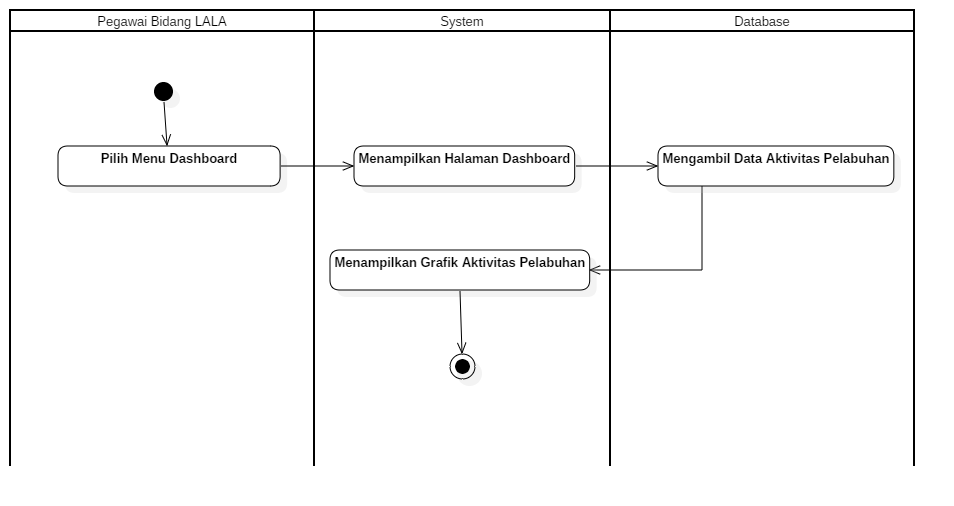 Pegawai Bidang LALA
System
Database
Pilih Menu Dashboard
Menampilkan Halaman Dashboard
Mengambil Data Aktivitas Pelabuhan
Menampilkan Grafik Aktivitas Pelabuhan